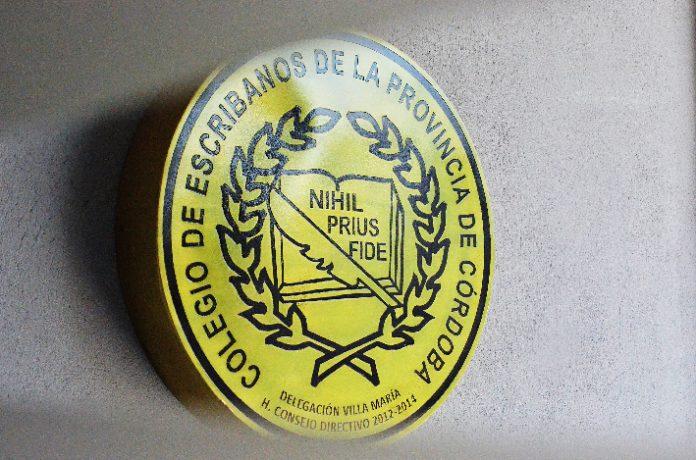 COLEGIO DE ESCRIBANOS DE LA PROVINCIA DE CÓRDOBA
NIHIL
PRIUS
FIDE
DELEGACIÓN VILLA MARÍA
H. CONSEJO DIRECTIVO 2012-2014